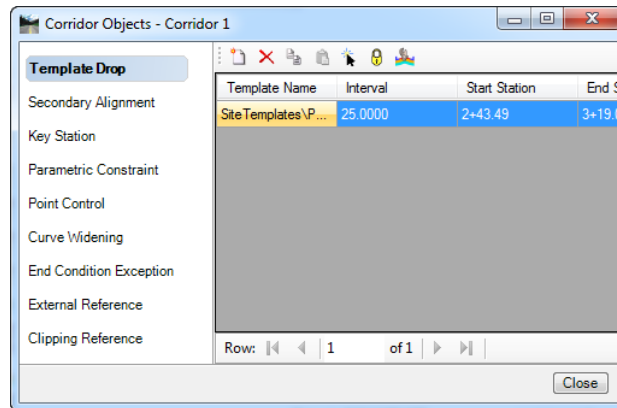 Corridor Objects - Corridor 1
Template Drop
Secondary Alignment
Key Station
Parametric Constraint
Point Control
Curve Widening
End Condition Exception
External Reference
Clipping Reference
Template Name Interval Start Station End S
SiteTemplates\P... 25.0000 2+43.49 3+19.
Row: 1 of 1
Close